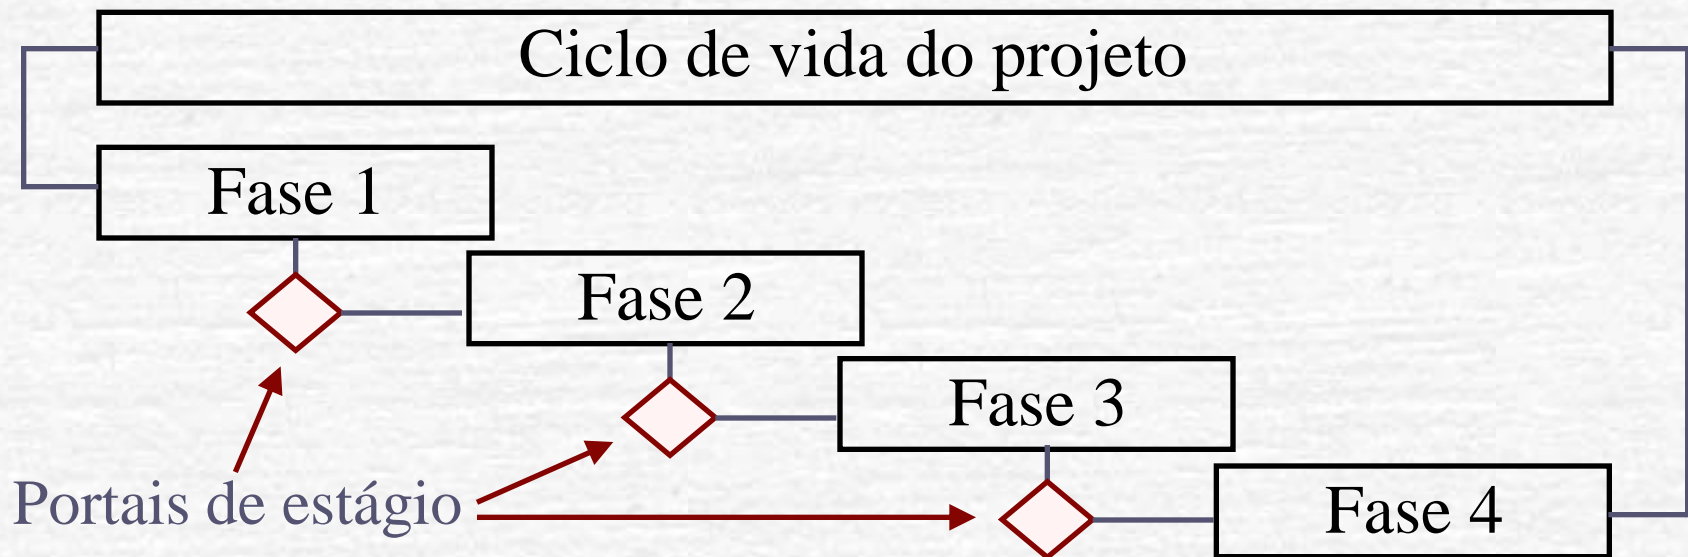 Ciclo de vida do projeto
Fase 1
Fase 2
Fase 3
Portais de estágio
Fase 4